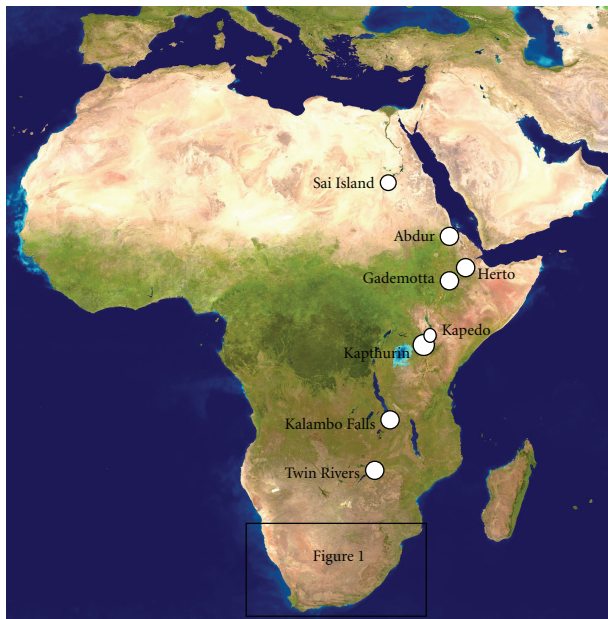 Sai Island
Abdur
Herto
Gademotta
Kapedo
Kapthurin
Kalambo Falls
Twin Rivers
Figure 1